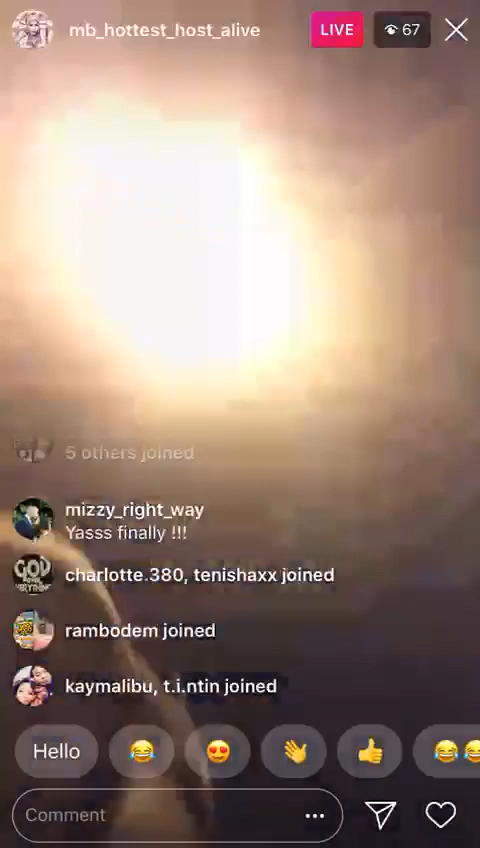 mb_hottest_host_alive
LIVE
67
5 others joined
mizzy_right_way
Yasss finally !!!
charlotte.380, tenishaxx joined
rambodem joined
kaymalibu, t.i.ntin joined
Hello
Comment